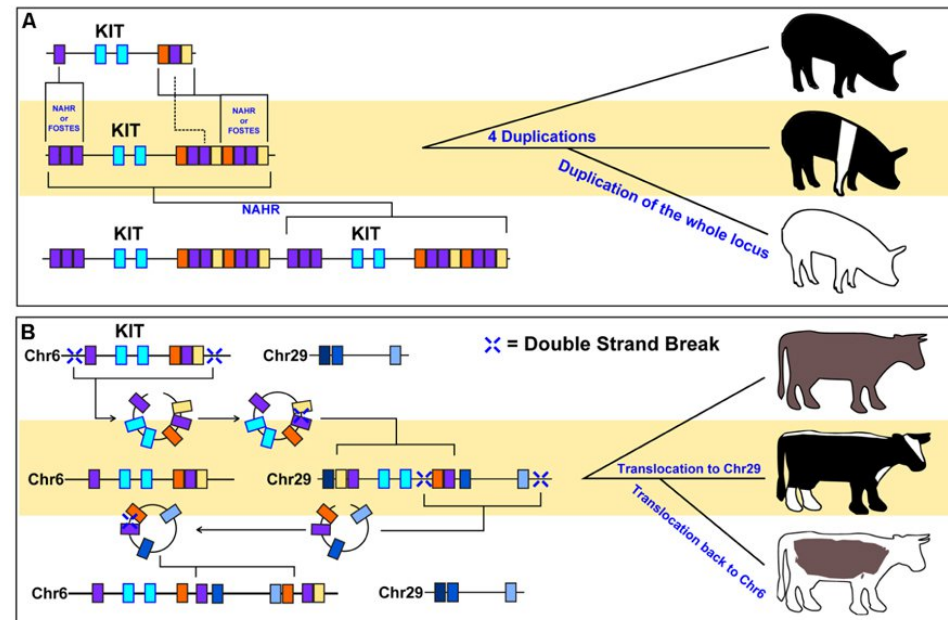 A
KIT
NAHR
or
FOSTES
NAHR
or
FOSTES
KIT
4 Duplications
Duplication of the whole locus
NAHR
KIT
KIT
B
KIT
Chr6
Chr29
= Double Strand Break
Chr6
Chr29
Translocation to Chr29
Translocation back to Chr6
Chr6
Chr29